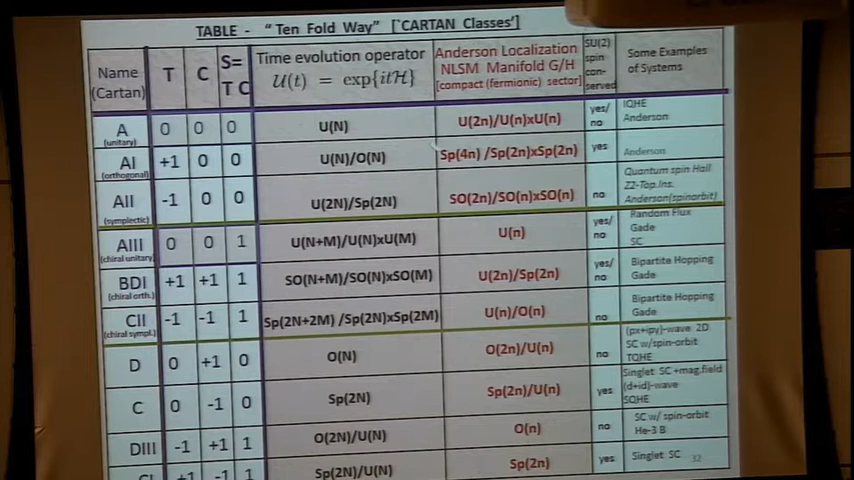 TABLE - “ Ten Fold Way” [‘CARTAN Classes’]
Name (Cartan) T C S= T C Time evolution operator U(t) = exp{itH} Anderson Localization NLSM Manifold G/H [compact (fermionic) sector] SU(2) spin con- served Some Examples of Systems
A (unitary) 0 0 0 U(N) U(2n)/U(n)xU(n) yes/ no IQHE Anderson
AI (orthogonal) +1 0 0 U(N)/O(N) Sp(4n) /Sp(2n)xSp(2n) yes Anderson
AII (symplectic) -1 0 0 U(2N)/Sp(2N) SO(2n)/SO(n)xSO(n) no Quantum spin Hall Z2-Top.Ins. Anderson(spinorbit)
AIII (chiral unitary) 0 0 1 U(N+M)/U(N)xU(M) U(n) yes/ no Random Flux Gade SC
BDI (chiral orth.) +1 +1 1 SO(N+M)/SO(N)xSO(M) U(2n)/Sp(2n) yes/ no Bipartite Hopping Gade
CII (chiral sympl.) -1 -1 1 Sp(2N+2M) /Sp(2N)xSp(2M) U(n)/O(n) no Bipartite Hopping Gade
D 0 +1 0 O(N) O(2n)/U(n) no (px+ipy)-wave 2D SC w/spin-orbit TQHE
C 0 -1 0 Sp(2N) Sp(2n)/U(n) yes Singlet SC +mag.field (d+id)-wave SQHE
DIII -1 +1 1 O(2N)/U(N) O(n) no SC w/ spin-orbit He-3 B
CI +1 -1 1 Sp(2N)/U(N) Sp(2n) yes Singlet SC 32